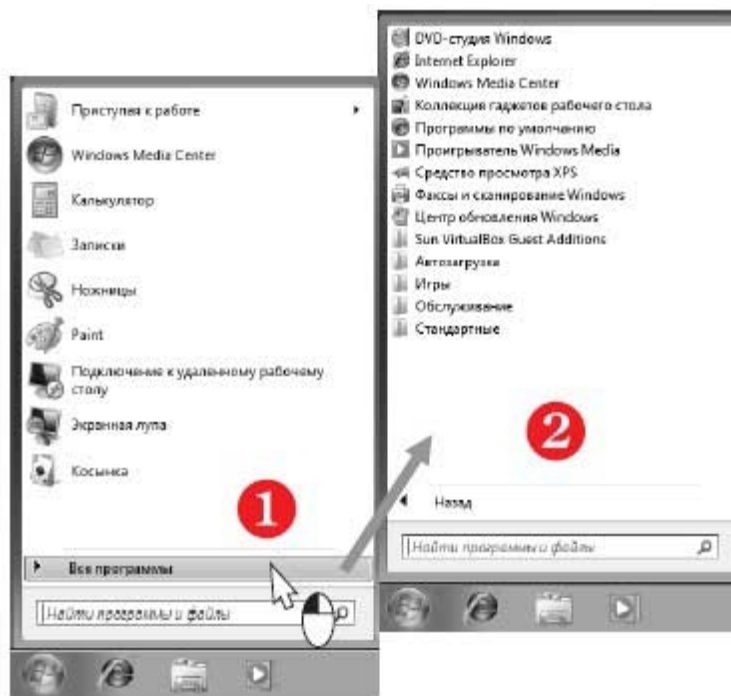 Приступая к работе
Windows Media Center
Калькулятор
Записки
Ножницы
Paint
Подключение к удаленному рабочему
столу
Экранная лупа
Косынка
1
Все программы
Найти программы и файлы
DVD-студия Windows
Internet Explorer
Windows Media Center
Коллекция гаджетов рабочего стола
Программы по умолчанию
Проигрыватель Windows Media
Средство просмотра XPS
Факсы и сканирование Windows
Центр обновления Windows
Sun VirtualBox Guest Additions
Автозагрузка
Игры
Обслуживание
Стандартные
2
Назад
Найти программы и файлы